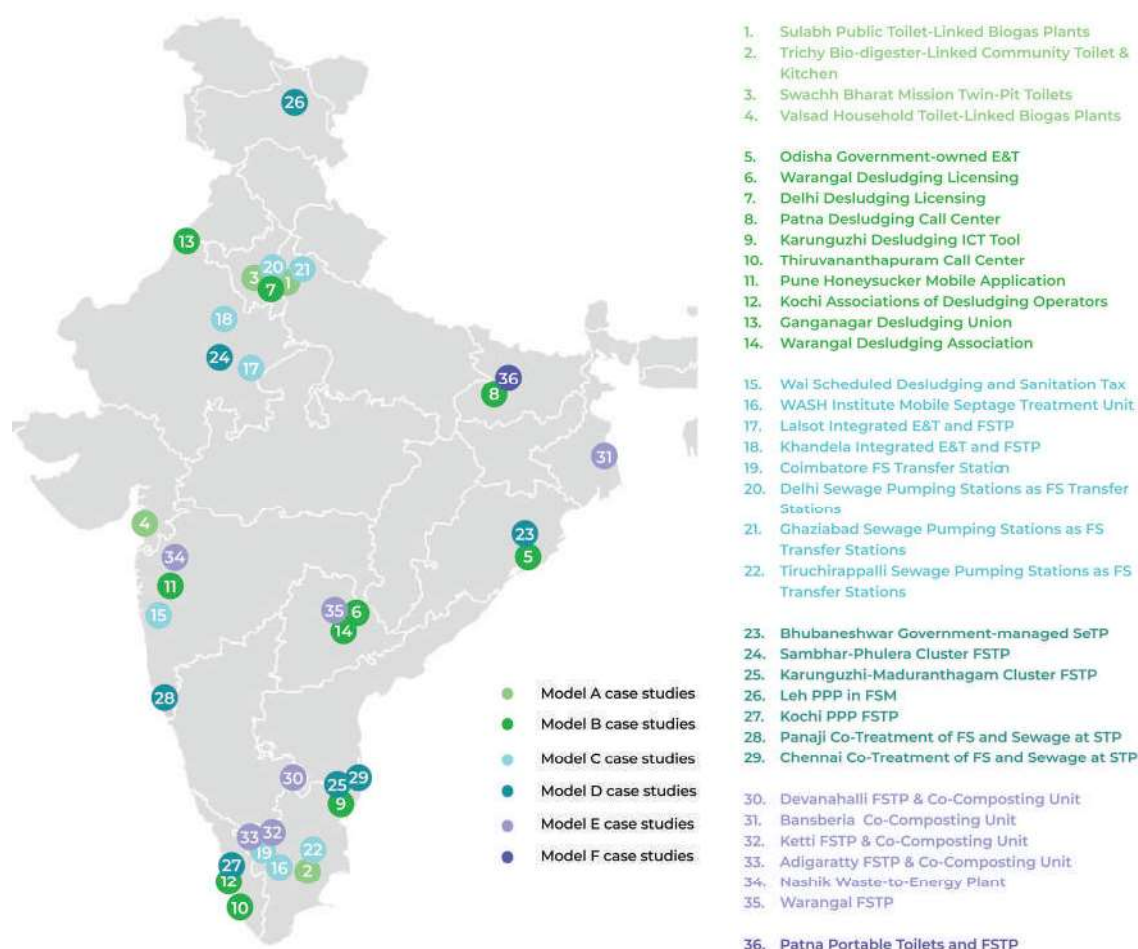 26
13
20
21
3
1
7
18
24
17
36
8
31
4
23
5
34
11
15
35
6
14
28
30
25
29
9
33
32
19
22
27
16
2
12
10
Model A case studies
Model B case studies
Model C case studies
Model D case studies
Model E case studies
Model F case studies
1. Sulabh Public Toilet-Linked Biogas Plants
2. Trichy Bio-digester-Linked Community Toilet &
Kitchen
3. Swachh Bharat Mission Twin-Pit Toilets
4. Valsad Household Toilet-Linked Biogas Plants
5. Odisha Government-owned E&T
6. Warangal Desludging Licensing
7. Delhi Desludging Licensing
8. Patna Desludging Call Center
9. Karunguzhi Desludging ICT Tool
10. Thiruvananthapuram Call Center
11. Pune Honeysucker Mobile Application
12. Kochi Associations of Desludging Operators
13. Ganganagar Desludging Union
14. Warangal Desludging Association
15. Wai Scheduled Desludging and Sanitation Tax
16. WASH Institute Mobile Septage Treatment Unit
17. Lalsot Integrated E&T and FSTP
18. Khandela Integrated E&T and FSTP
19. Coimbatore FS Transfer Station
20. Delhi Sewage Pumping Stations as FS Transfer
Stations
21. Ghaziabad Sewage Pumping Stations as FS
Transfer Stations
22. Tiruchirappalli Sewage Pumping Stations as FS
Transfer Stations
23. Bhubaneshwar Government-managed SeTP
24. Sambhar-Phulera Cluster FSTP
25. Karunguzhi-Maduranthagam Cluster FSTP
26. Leh PPP in FSM
27. Kochi PPP FSTP
28. Panaji Co-Treatment of FS and Sewage at STP
29. Chennai Co-Treatment of FS and Sewage at STP
30. Devanahalli FSTP & Co-Composting Unit
31. Bansberia Co-Composting Unit
32. Ketti FSTP & Co-Composting Unit
33. Adigaratty FSTP & Co-Composting Unit
34. Nashik Waste-to-Energy Plant
35. Warangal FSTP
36. Patna Portable Toilets and FSTP